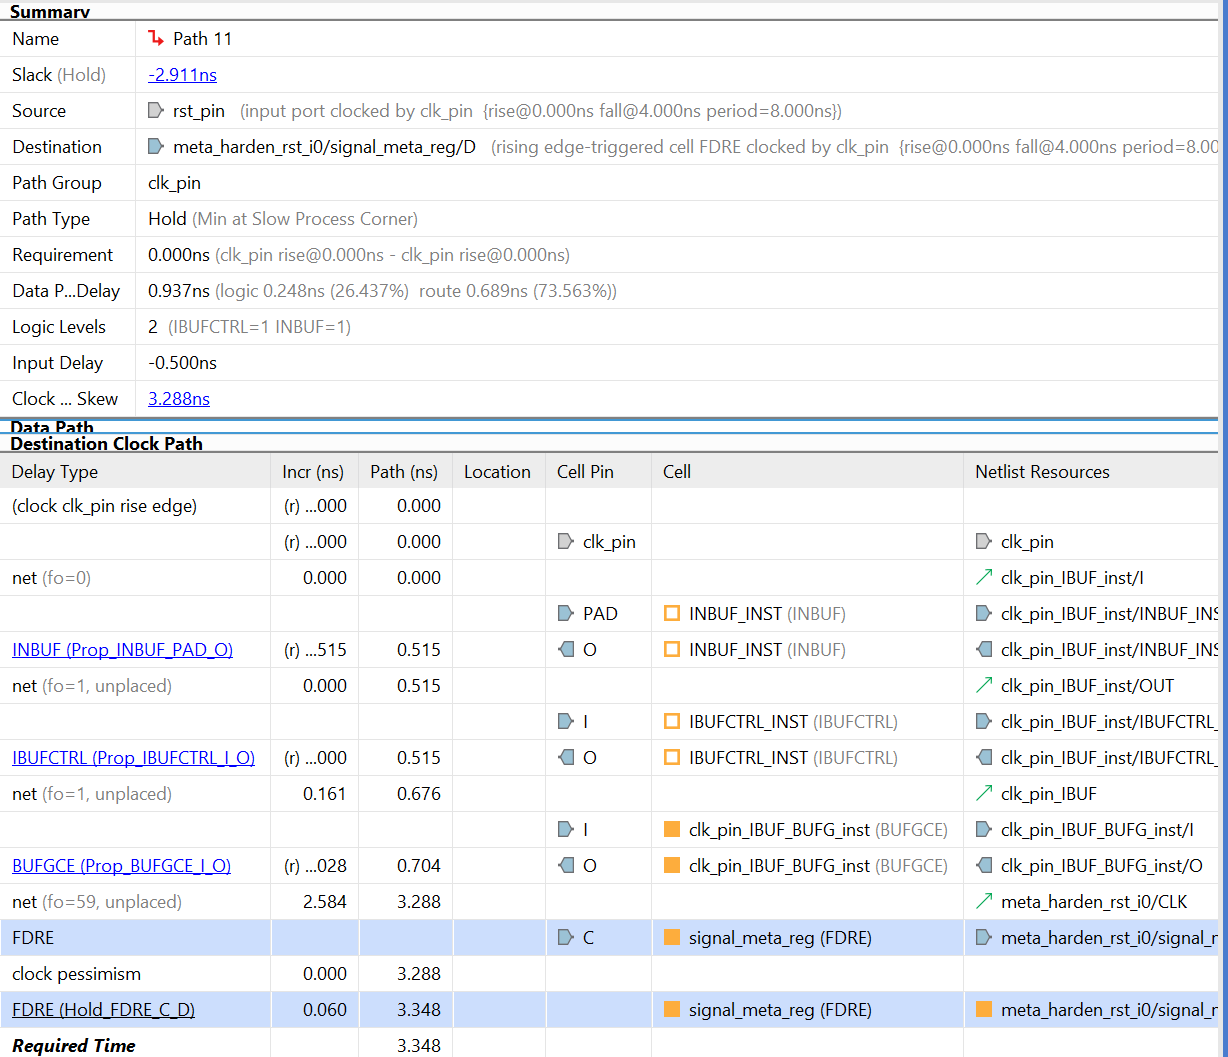 Summary
Name Path 11
Slack (Hold) -2.911ns
Source rst_pin (input port clocked by clk_pin {rise@0.000ns fall@4.000ns period=8.000ns})
Destination meta_harden_rst_i0/signal_meta_reg/D (rising edge-triggered cell FDRE clocked by clk_pin {rise@0.000ns fall@4.000ns period=8.00
Path Group clk_pin
Path Type Hold (Min at Slow Process Corner)
Requirement 0.000ns (clk_pin rise@0.000ns - clk_pin rise@0.000ns)
Data P...Delay 0.937ns (logic 0.248ns (26.437%) route 0.689ns (73.563%))
Logic Levels 2 (IBUFCTRL=1 INBUF=1)
Input Delay -0.500ns
Clock ... Skew 3.288ns
Data Path
Destination Clock Path
Delay Type Incr (ns) Path (ns) Location Cell Pin Cell Netlist Resources
(clock clk_pin rise edge) (r) ...000 0.000
(r) ...000 0.000 clk_pin clk_pin
net (fo=0) 0.000 0.000 clk_pin_IBUF_inst/I
PAD INBUF_INST (INBUF) clk_pin_IBUF_inst/INBUF_INS
INBUF (Prop_INBUF_PAD_O) (r) ...515 0.515 O INBUF_INST (INBUF) clk_pin_IBUF_inst/INBUF_INS
net (fo=1, unplaced) 0.000 0.515 clk_pin_IBUF_inst/OUT
I IBUFCTRL_INST (IBUFCTRL) clk_pin_IBUF_inst/IBUFCTRL_
IBUFCTRL (Prop_IBUFCTRL_I_O) (r) ...000 0.515 O IBUFCTRL_INST (IBUFCTRL) clk_pin_IBUF_inst/IBUFCTRL_
net (fo=1, unplaced) 0.161 0.676 clk_pin_IBUF
I clk_pin_IBUF_BUFG_inst (BUFGCE) clk_pin_IBUF_BUFG_inst/I
BUFGCE (Prop_BUFGCE_I_O) (r) ...028 0.704 O clk_pin_IBUF_BUFG_inst (BUFGCE) clk_pin_IBUF_BUFG_inst/O
net (fo=59, unplaced) 2.584 3.288 meta_harden_rst_i0/CLK
FDRE C signal_meta_reg (FDRE) meta_harden_rst_i0/signal_r
clock pessimism 0.000 3.288
FDRE (Hold_FDRE_C_D) 0.060 3.348 signal_meta_reg (FDRE) meta_harden_rst_i0/signal_r
Required Time 3.348